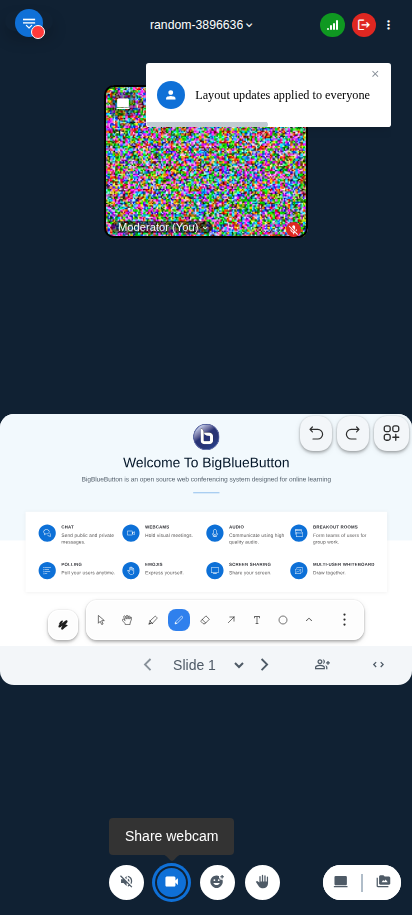 random-3896636
Layout updates applied to everyone
Moderator (You)
Welcome To BigBlueButton
BigBlueButton is an open source web conferencing system designed for online learning
CHAT
Send public and private
messages.
WEBCAMS
Hold visual meetings.
AUDIO
Communicate using high
quality audio.
BREAKOUT ROOMS
Form teams of users for
group work.
POLLING
Poll your users anytime.
EMOJIS
Express yourself.
SCREEN SHARING
Share your screen.
MULTI-USER WHITEBOARD
Draw together.
Slide 1
Share webcam